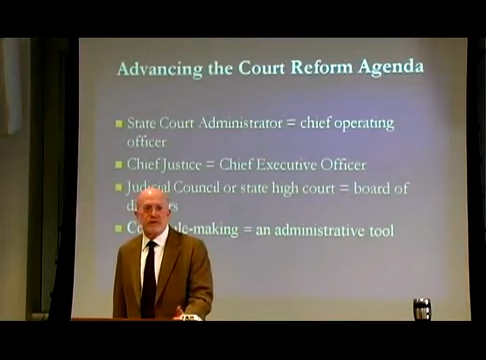 Advancing the Court Reform Agenda
State Court Administrator = chief operating
officer
Chief Justice = Chief Executive Officer
Judicial Council or state high court = board of
making = an administrative tool